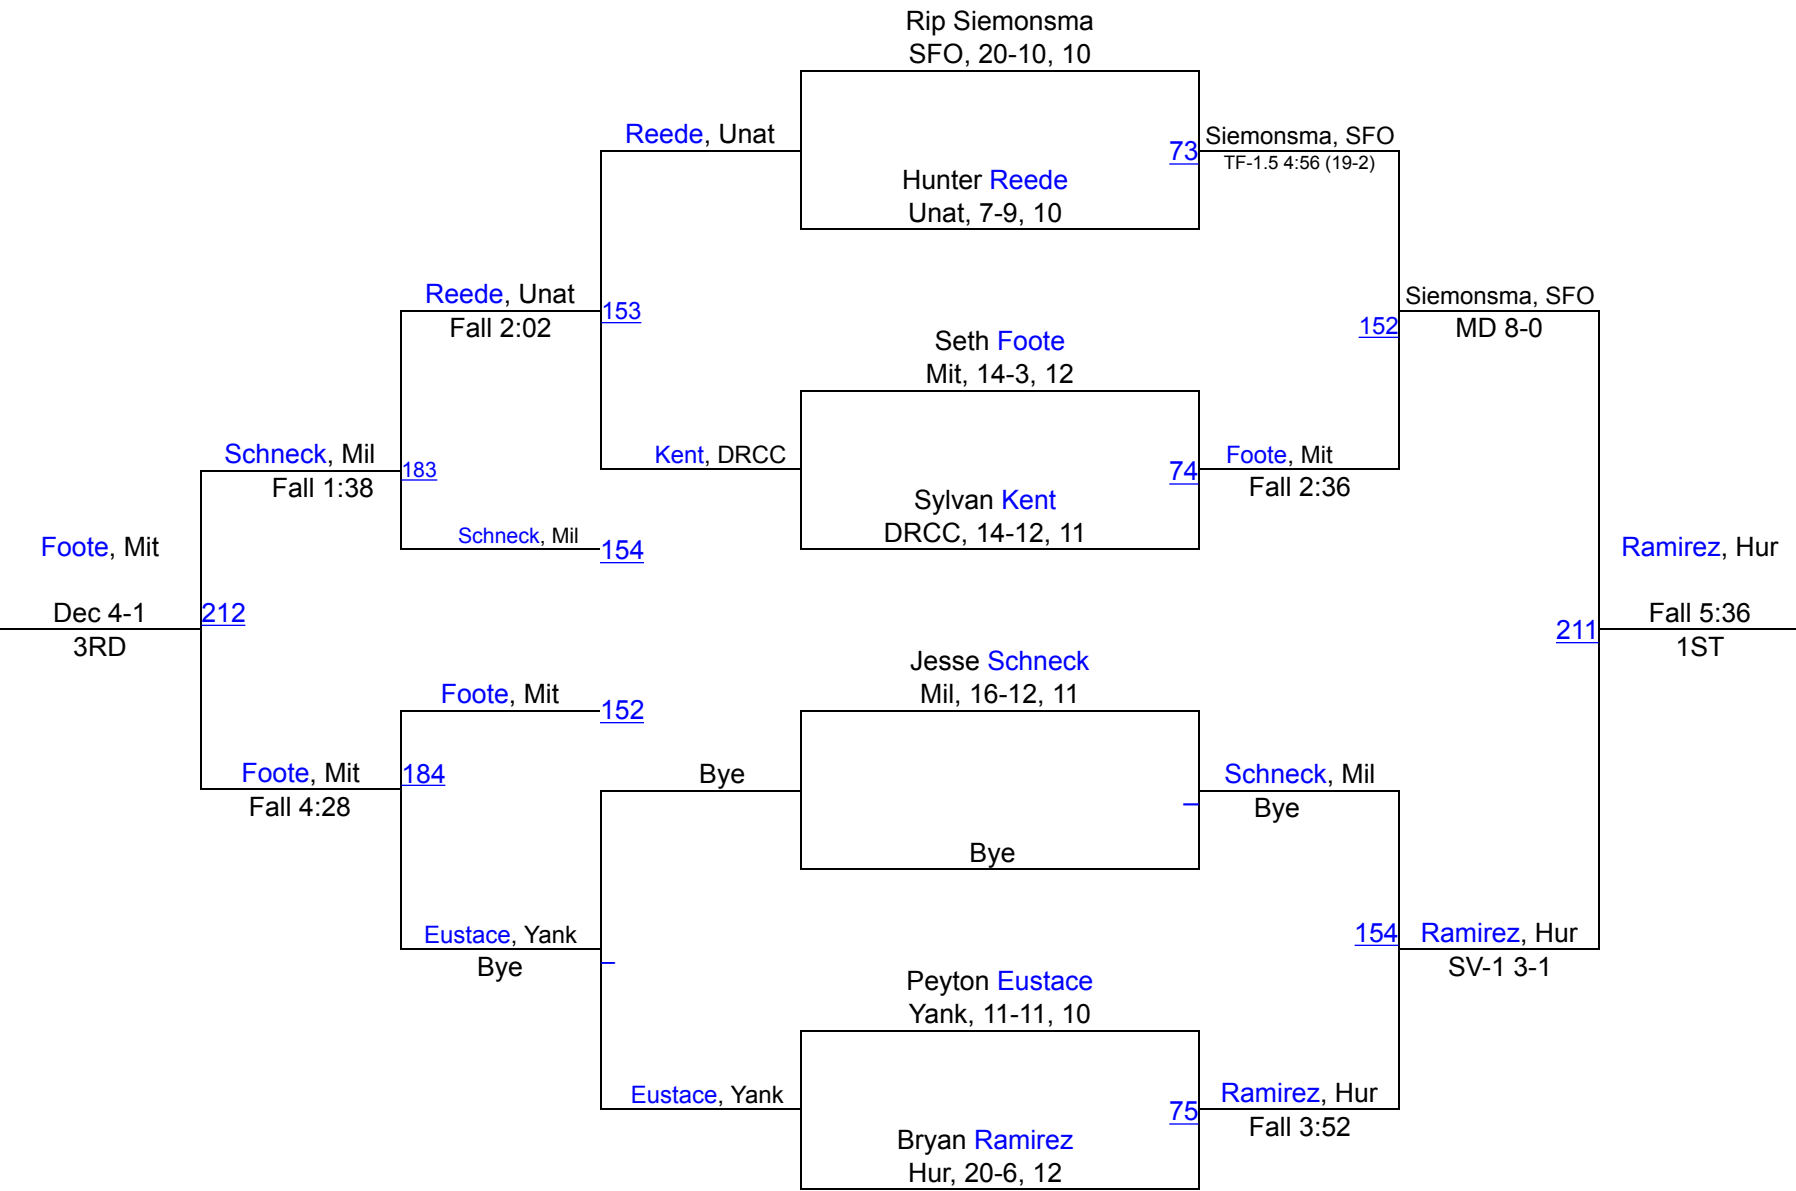 Rip Siemonsma
SFO, 20-10, 10
Reede, Unat
73
Siemonsma, SFO
TF-1.5 4:56 (19-2)
Hunter Reede
Unat, 7-9, 10
Reede, Unat
Fall 2:02
153
Siemonsma, SFO
MD 8-0
152
Seth Foote
Mit, 14-3, 12
Schneck, Mil
Fall 1:38
183
Kent, DRCC
74
Foote, Mit
Fall 2:36
Sylvan Kent
DRCC, 14-12, 11
Schneck, Mil
154
Foote, Mit
Dec 4-1
3RD
212
Ramirez, Hur
Fall 5:36
1ST
211
Jesse Schneck
Mil, 16-12, 11
Foote, Mit
152
Foote, Mit
Fall 4:28
184
Bye
Schneck, Mil
Bye
Bye
Eustace, Yank
Bye
154
Ramirez, Hur
SV-1 3-1
Peyton Eustace
Yank, 11-11, 10
Eustace, Yank
75
Ramirez, Hur
Fall 3:52
Bryan Ramirez
Hur, 20-6, 12